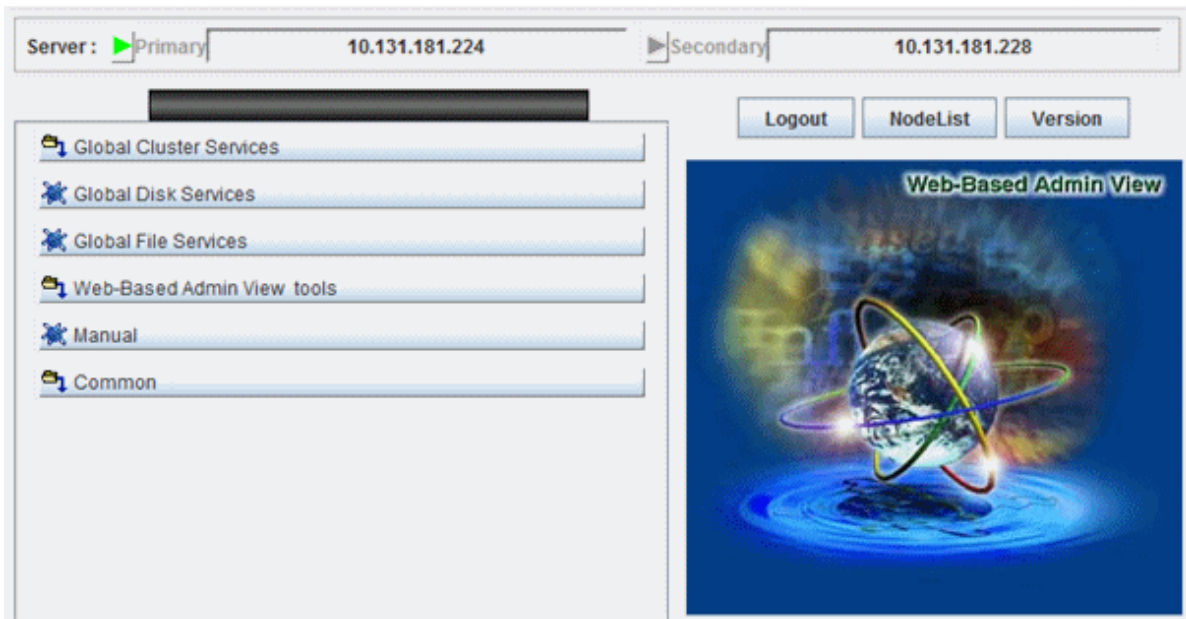 Server : Primary 10.131.181.224 Secondary 10.131.181.228
Logout NodeList Version
Global Cluster Services
Global Disk Services
Global File Services
Web-Based Admin View tools
Manual
Common
Web-Based Admin View